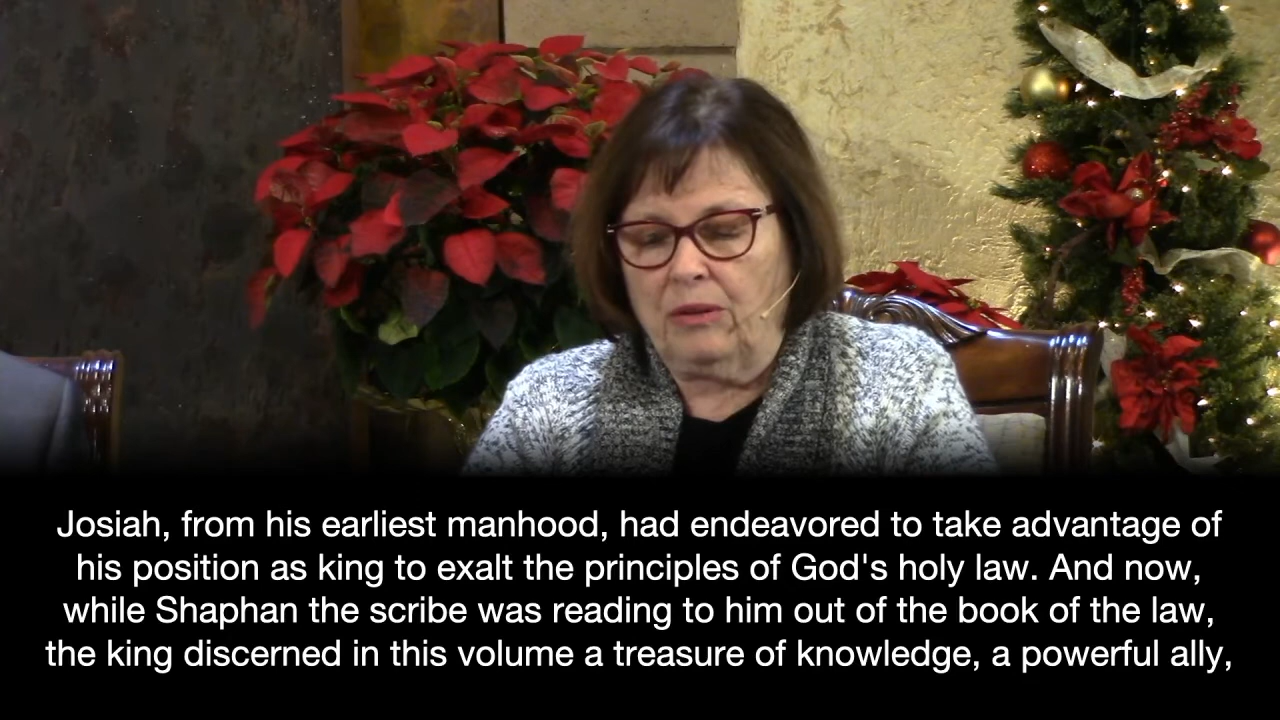 Josiah, from his earliest manhood, had endeavored to take advantage of
his position as king to exalt the principles of God's holy law. And now,
while Shaphan the scribe was reading to him out of the book of the law,
the king discerned in this volume a treasure of knowledge, a powerful ally,